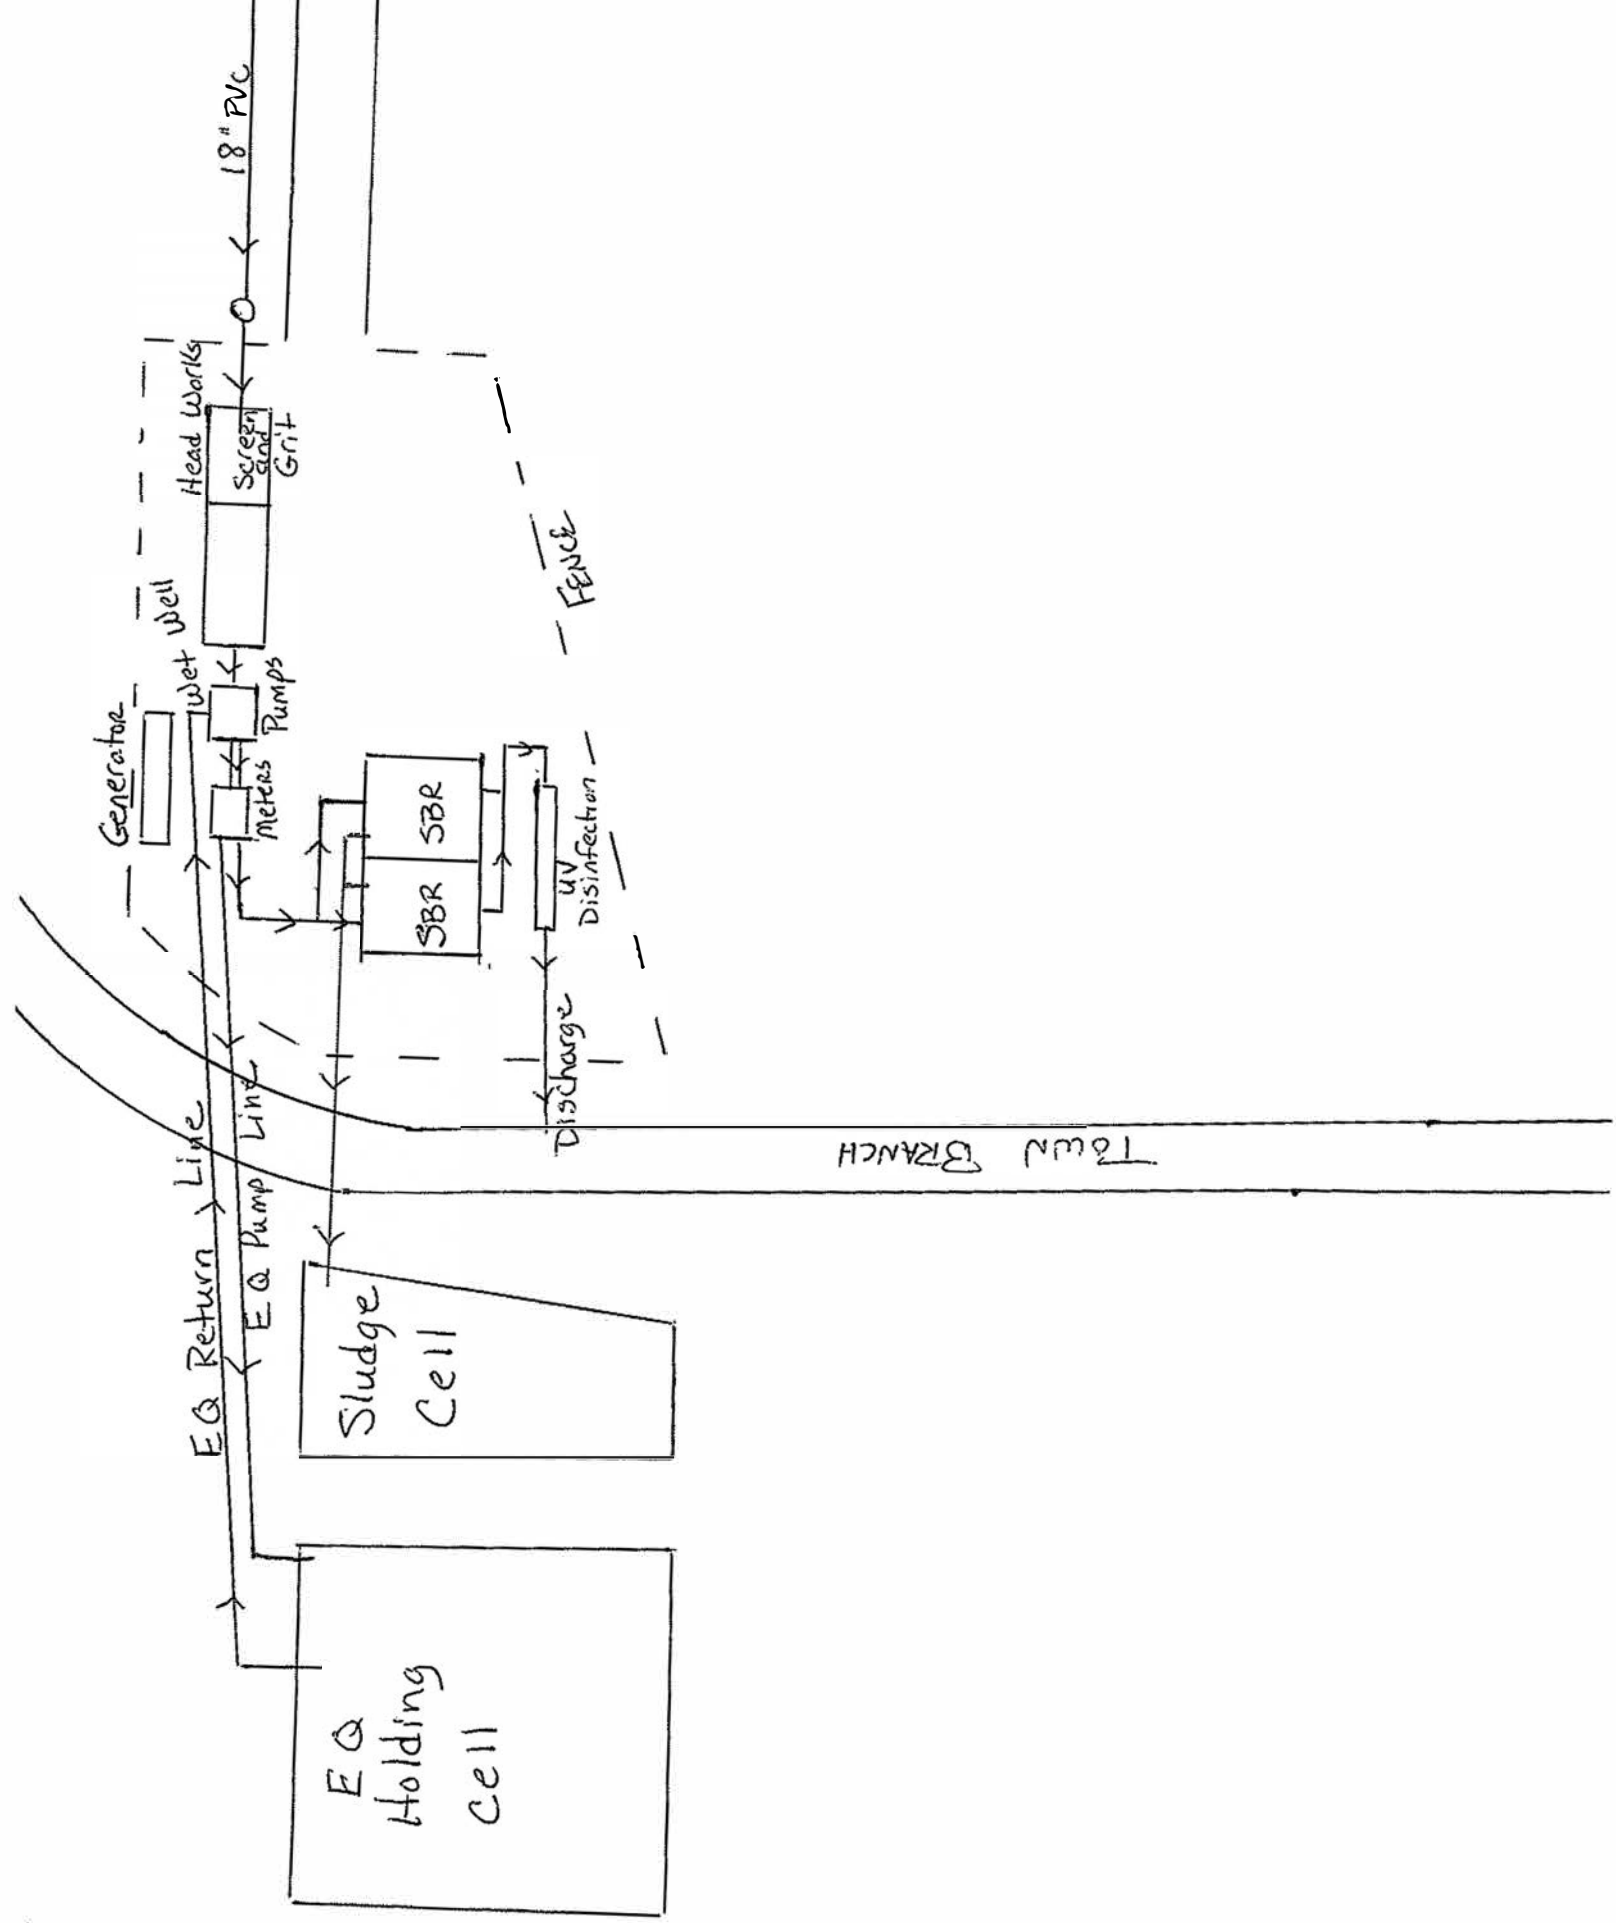 18" PVC
Head Works
Screen
and
Grit
Wet Well
Pumps
Generator
Meters
SBR
SBR
UV
Disinfection
FENCE
Discharge
TOWN BRANCH
EQ Return Line
EQ Pump Line
Sludge
Cell
EQ
Holding
Cell